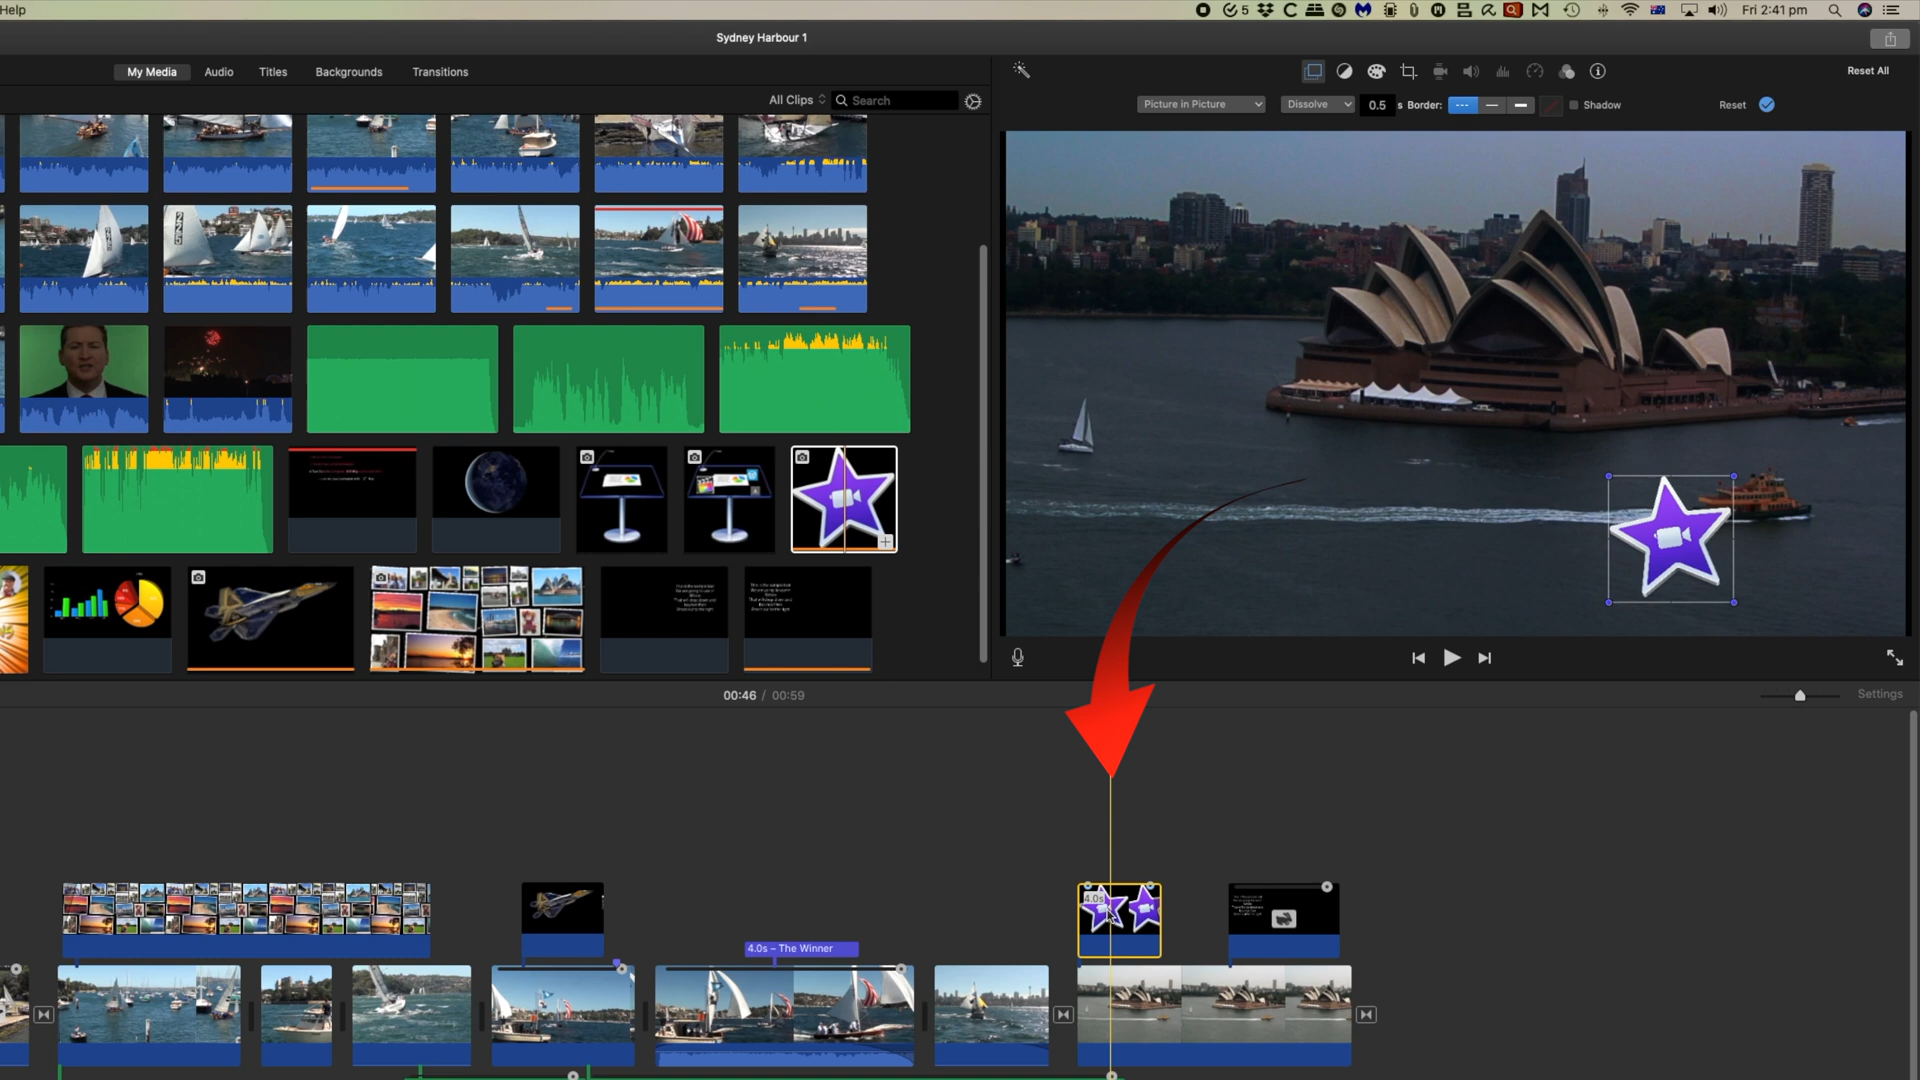 Help
5
Fri 2:41 pm
Sydney Harbour 1
My Media
Audio
Titles
Backgrounds
Transitions
Reset All
All Clips
Search
Picture in Picture
Dissolve
0.5
s Border:
Shadow
Reset
00:46 / 00:59
Settings
4.0s
4.0s – The Winner